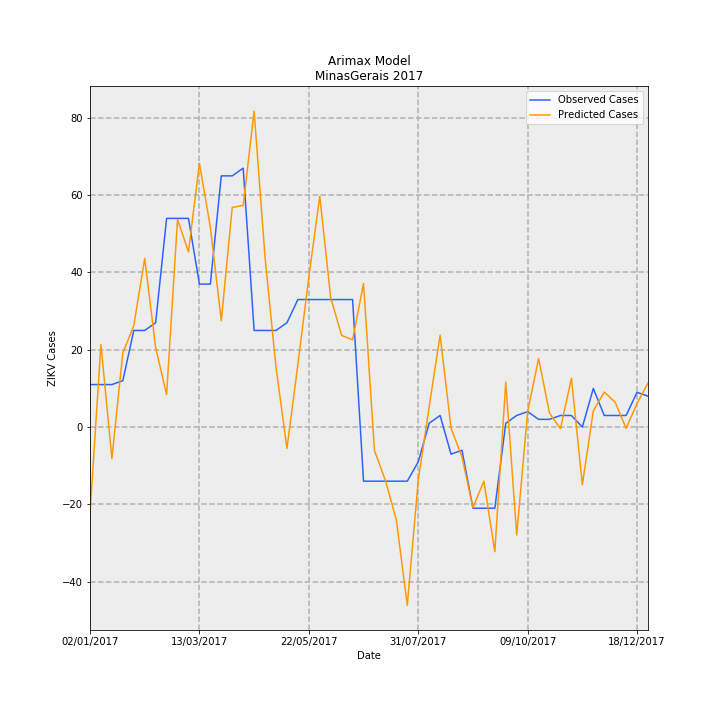 Arimax Model
MinasGerais 2017
Observed Cases
Predicted Cases
80
60
40
20
0
−20
−40
ZIKV Cases
02/01/2017 13/03/2017 22/05/2017 31/07/2017 09/10/2017 18/12/2017
Date